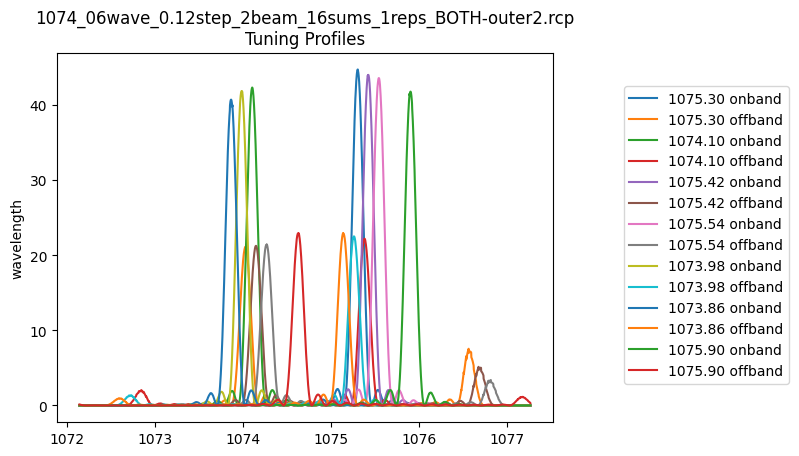 1074_06wave_0.12step_2beam_16sums_1reps_BOTH-outer2.rcp
Tuning Profiles
wavelength
40
30
20
10
0
1072
1073
1074
1075
1076
1077
1075.30 onband
1075.30 offband
1074.10 onband
1074.10 offband
1075.42 onband
1075.42 offband
1075.54 onband
1075.54 offband
1073.98 onband
1073.98 offband
1073.86 onband
1073.86 offband
1075.90 onband
1075.90 offband